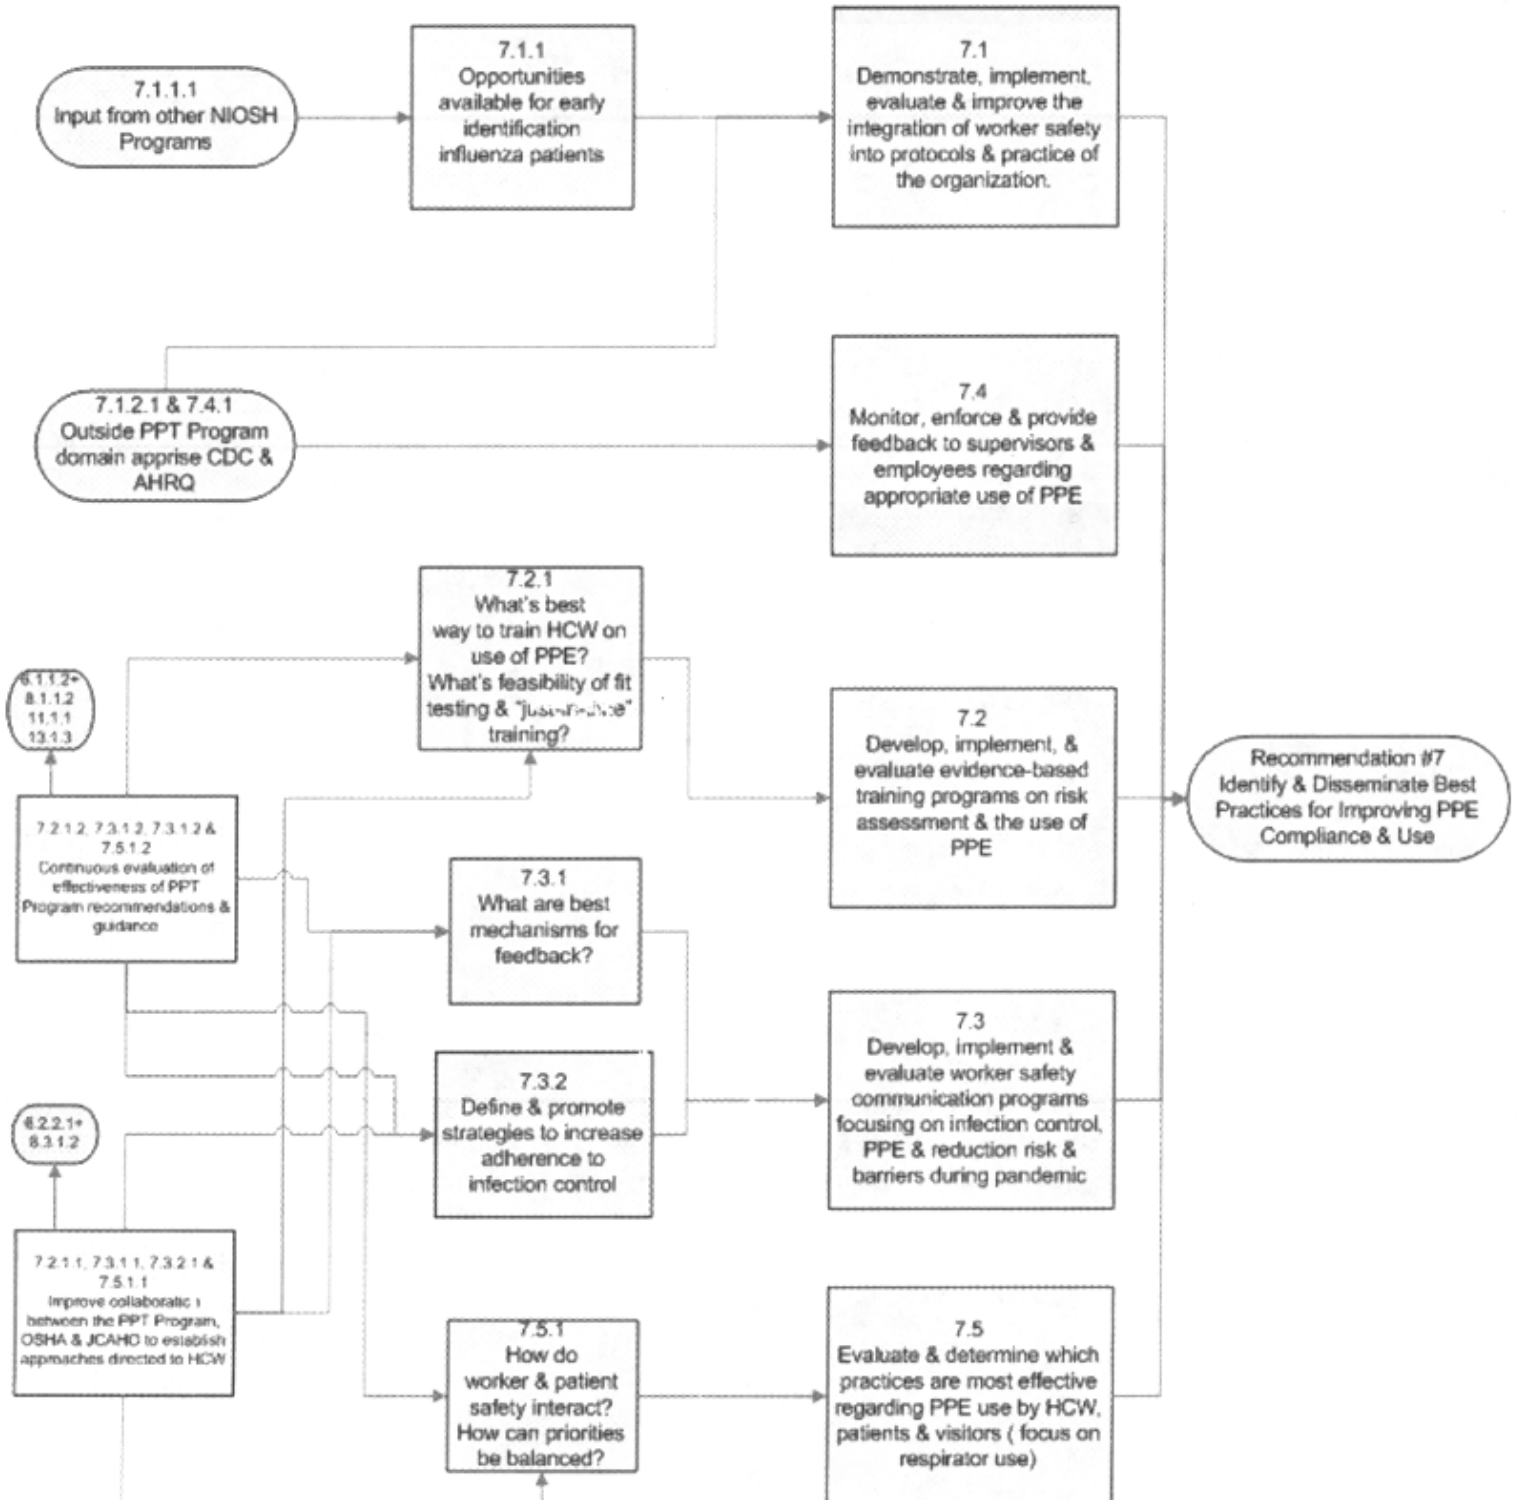 7.1.1.1
Input from other NIOSH
Programs
7.1.1
Opportunities
available for early
identification
influenza patients
7.1
Demonstrate, implement,
evaluate & improve the
integration of worker safety
into protocols & practice of
the organization.
7.1.2.1 & 7.4.1
Outside PPT Program
domain apprise CDC &
AHRQ
7.4
Monitor, enforce & provide
feedback to supervisors &
employees regarding
appropriate use of PPE
7.2.1
What's best
way to train HCW on
use of PPE?
What's feasibility of fit
testing &
training?
6.1.1.2+
8.1.1.2
11.1.1
13.1.3
7.2
Develop, implement, &
evaluate evidence-based
training programs on risk
assessment & the use of
PPE
Recommendation #7
Identify & Disseminate Best
Practices for Improving PPE
Compliance & Use
7.2.1.2, 7.3.1.2, 7.3.1.2 &
7.5.1.2
Continuous evaluation of
effectiveness of PPT
Program recommendations &
guidance
7.3.1
What are best
mechanisms for
feedback?
7.3.2
Define & promote
strategies to increase
adherence to
infection control
7.3
Develop, implement &
evaluate worker safety
communication programs
focusing on infection control,
PPE & reduction risk &
barriers during pandemic
6.2.2.1+
8.3.1.2
7.2.1.1, 7.3.1.1, 7.3.2.1 &
7.5.1.1
Improve collaboration
between the PPT Program,
OSHA & JCAHO to establish
approaches directed to HCW
7.5.1
How do
worker & patient
safety interact?
How can priorities
be balanced?
7.5
Evaluate & determine which
practices are most effective
regarding PPE use by HCW,
patients & visitors ( focus on
respirator use)